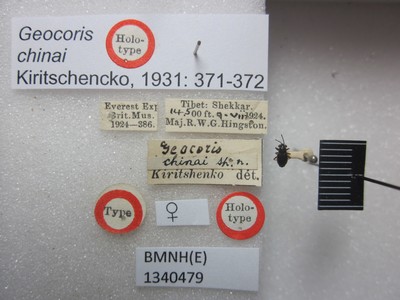 Geocoris
chinai
Holo-
type
Kiritschencko, 1931: 371-372
Everest Exp
Brit. Mus.
1924—386.
Tibet: Shekkar.
14,500 ft. 9-VII 1924.
Maj. R.W.G. Hingston.
Geocoris
chinai sp. n.
Kiritshenko dét.
Type
♀
Holo-
type
BMNH(E)
1340479